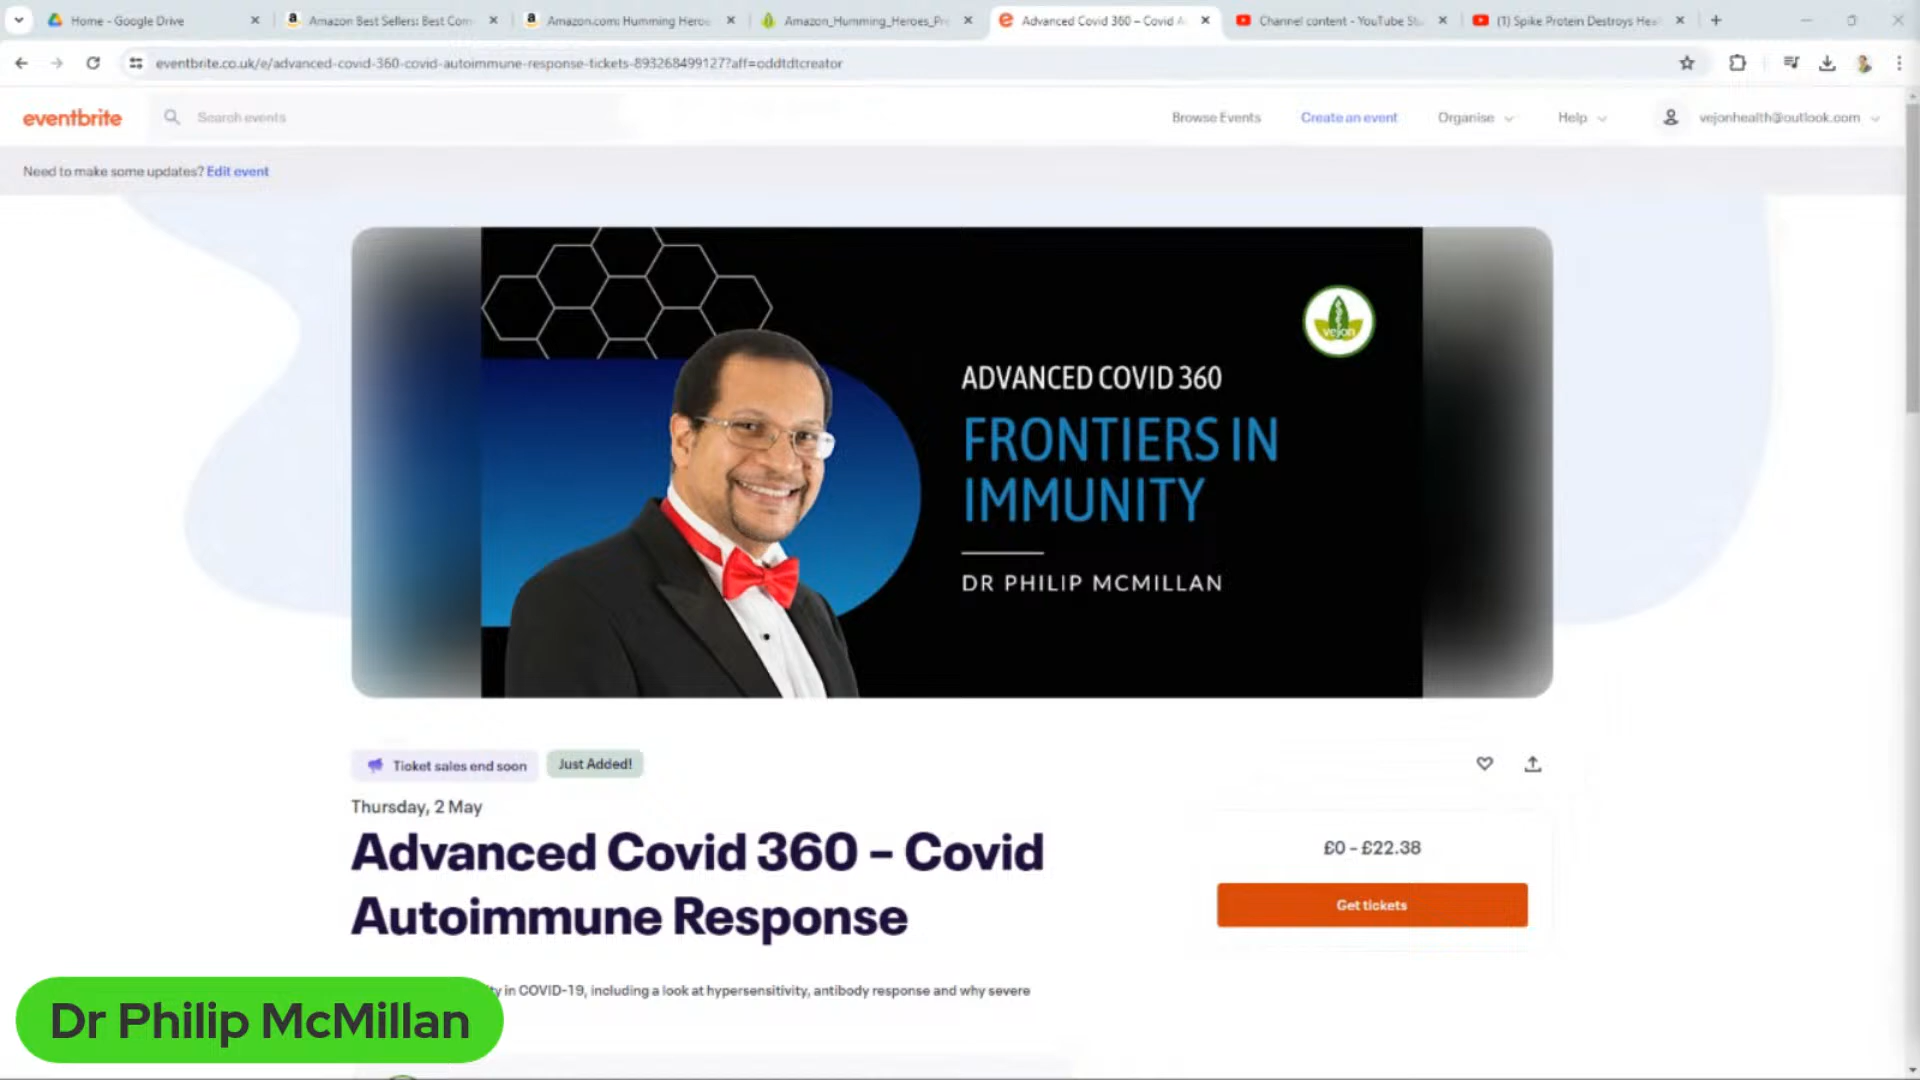 Home - Google Drive
Amazon Best Sellers: Best Com
Amazon.com: Humming Heroe
Amazon_Humming_Heroes_Pr
Advanced Covid 360 – Covid A
Channel content - YouTube St
(1) Spike Protein Destroys Hea
eventbrite.co.uk/e/advanced-covid-360-covid-autoimmune-response-tickets-893268499127?aff=oddtdtcreator
eventbrite
Search events
Browse Events
Create an event
Organise
Help
vejonhealth@outlook.com
Need to make some updates? Edit event
vejon
ADVANCED COVID 360
FRONTIERS IN
IMMUNITY
DR PHILIP MCMILLAN
Ticket sales end soon
Just Added!
Thursday, 2 May
Advanced Covid 360 – Covid
Autoimmune Response
£0 – £22.38
Get tickets
in COVID-19, including a look at hypersensitivity, antibody response and why severe
Dr Philip McMillan